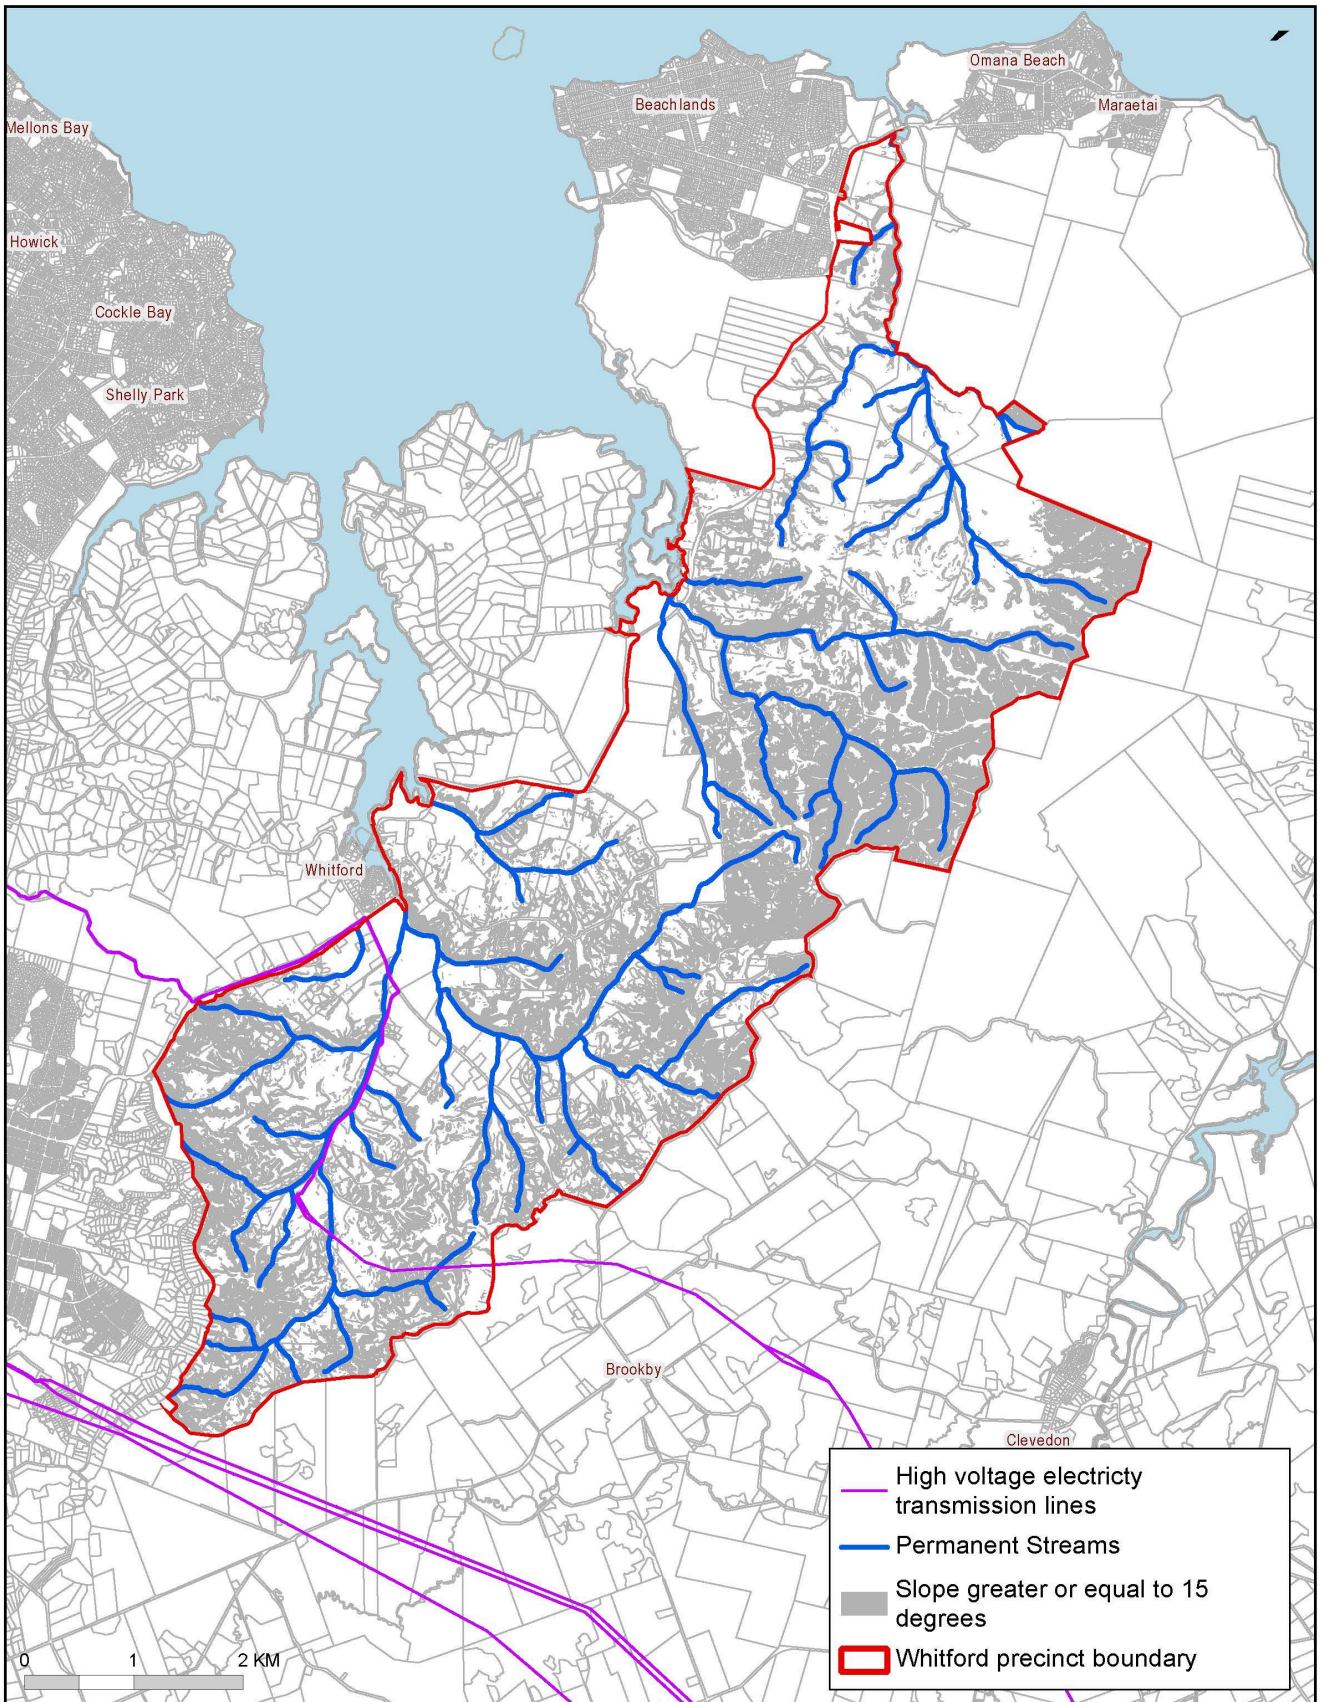 Omana Beach
Beachlands
Maraetai
Mellons Bay
Howick
Cockle Bay
Shelly Park
Whitford
Brookby
Clevedon
High voltage electricty
transmission lines
Permanent Streams
Slope greater or equal to 15
degrees
Whitford precinct boundary
0 1 2 KM